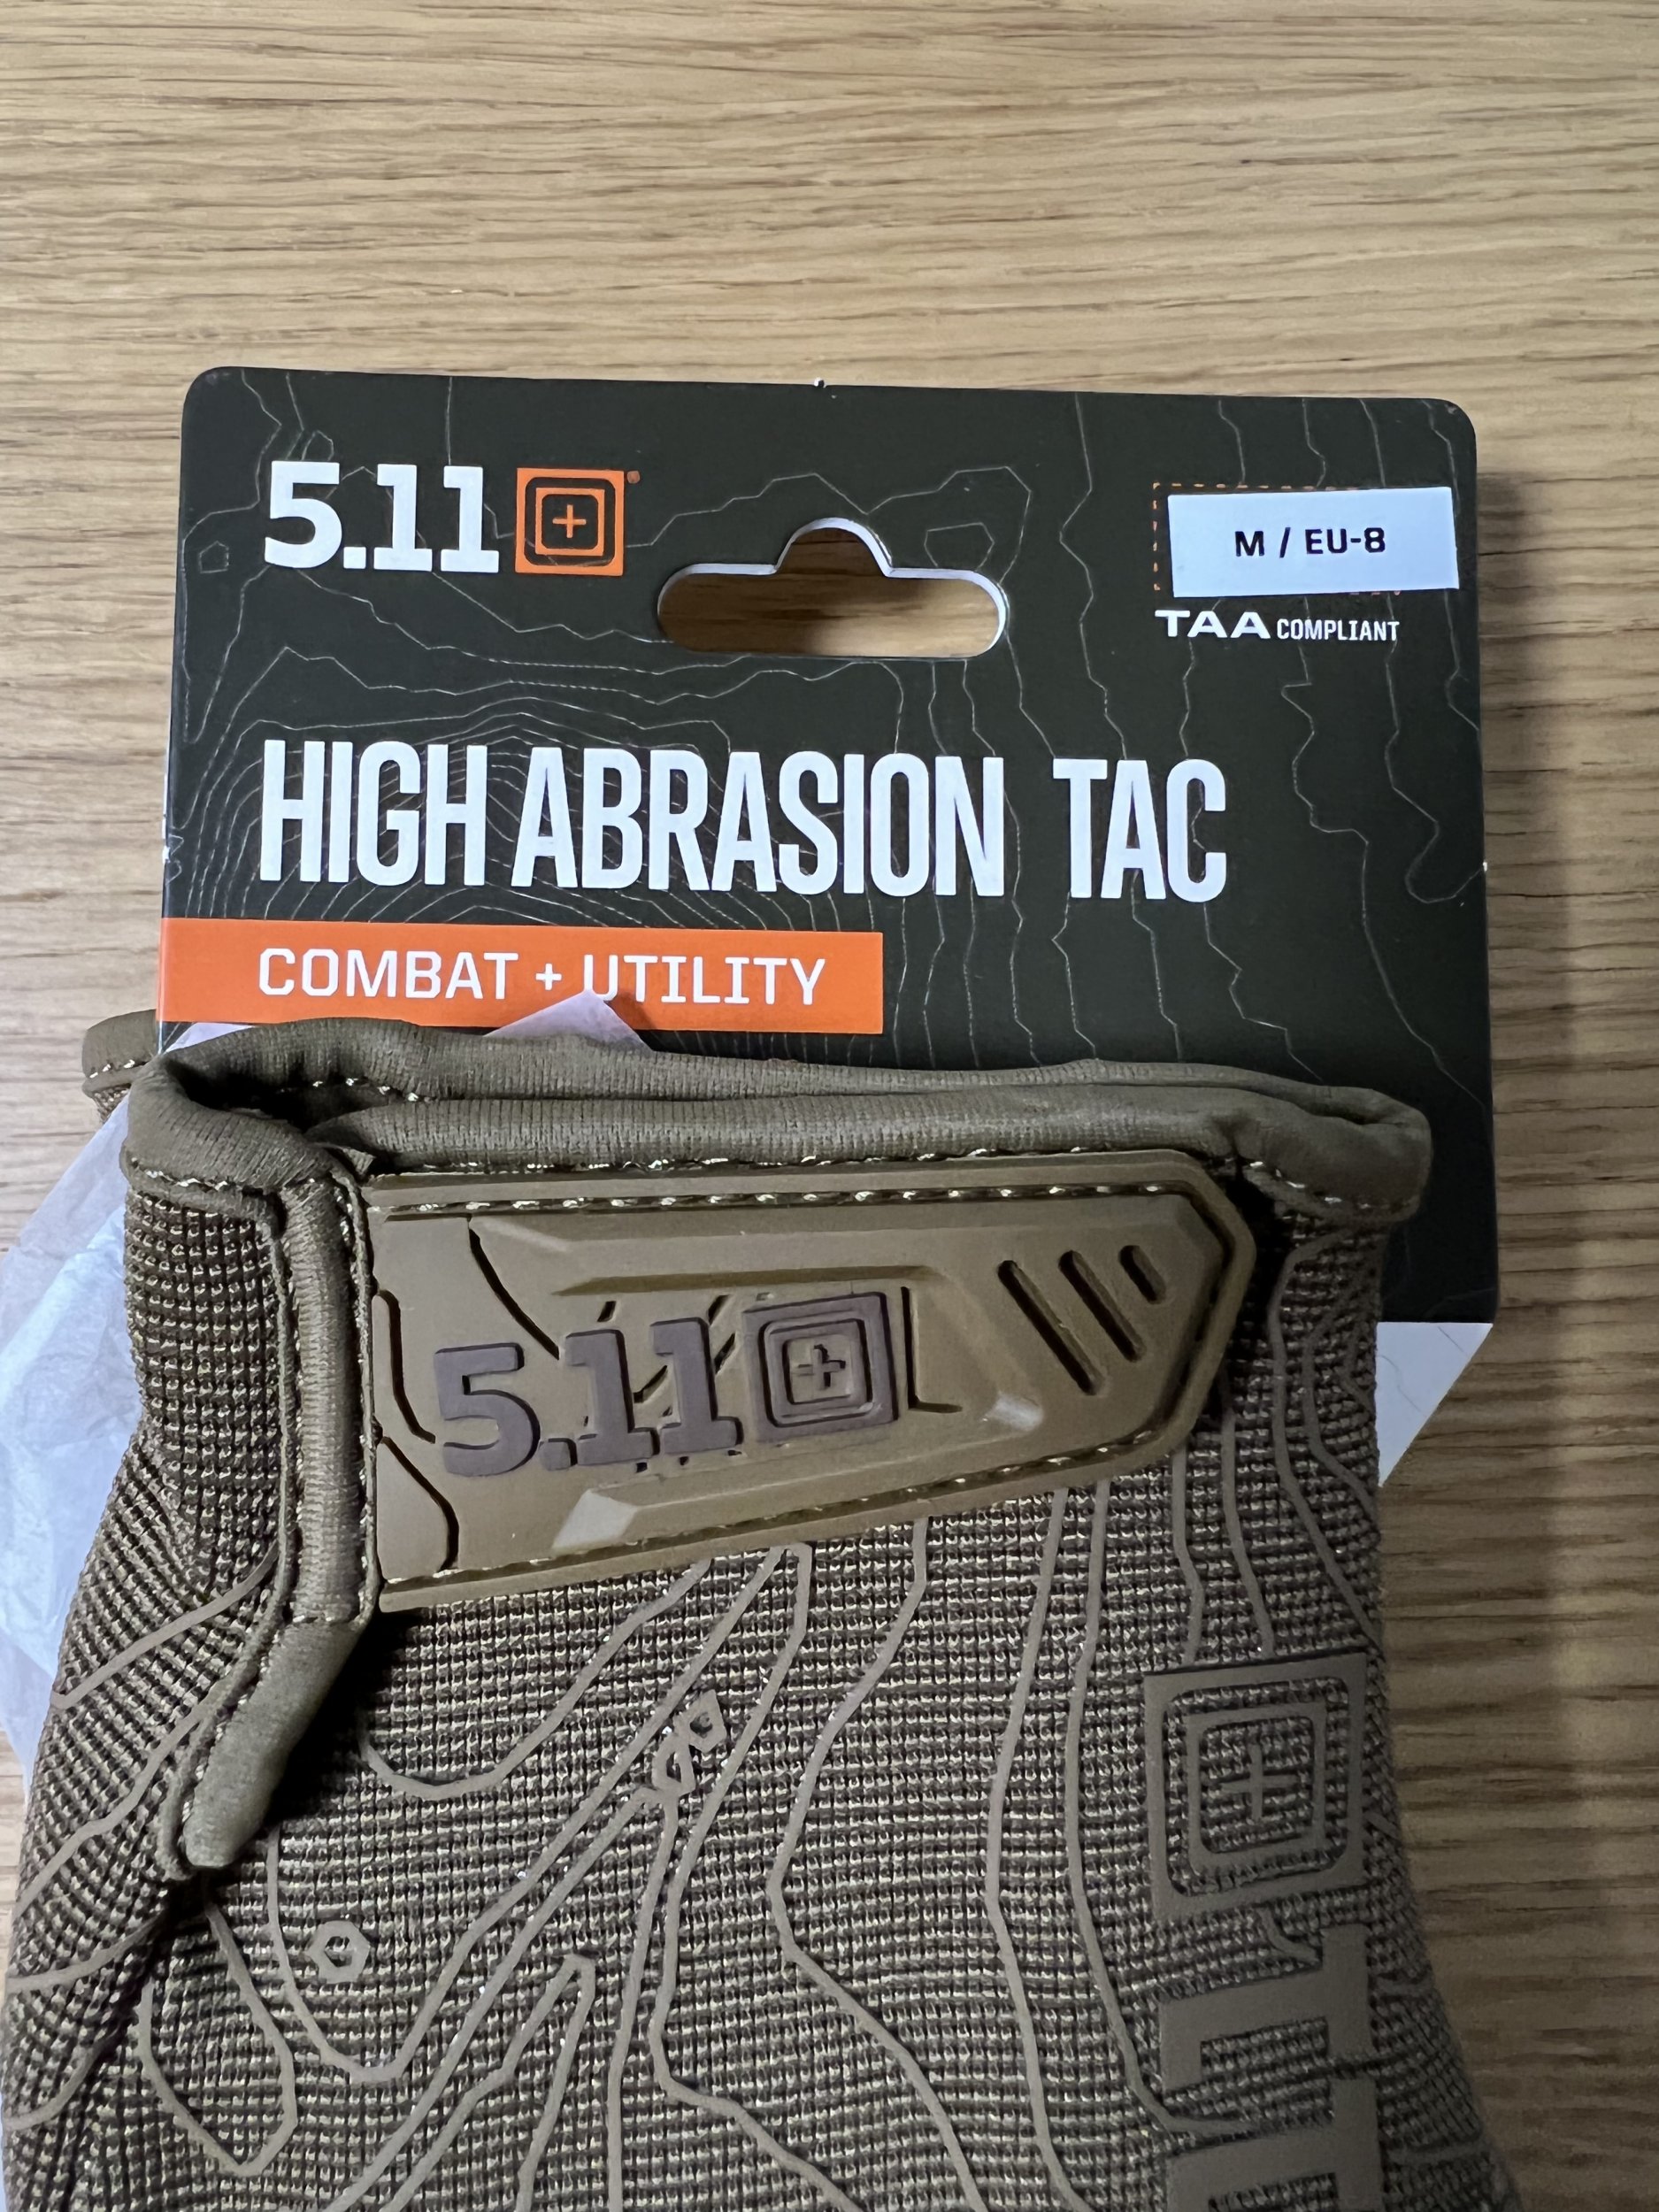 5.11
M / EU-8
TAA COMPLIANT
HIGH ABRASION TAC
COMBAT + UTILITY
5.11